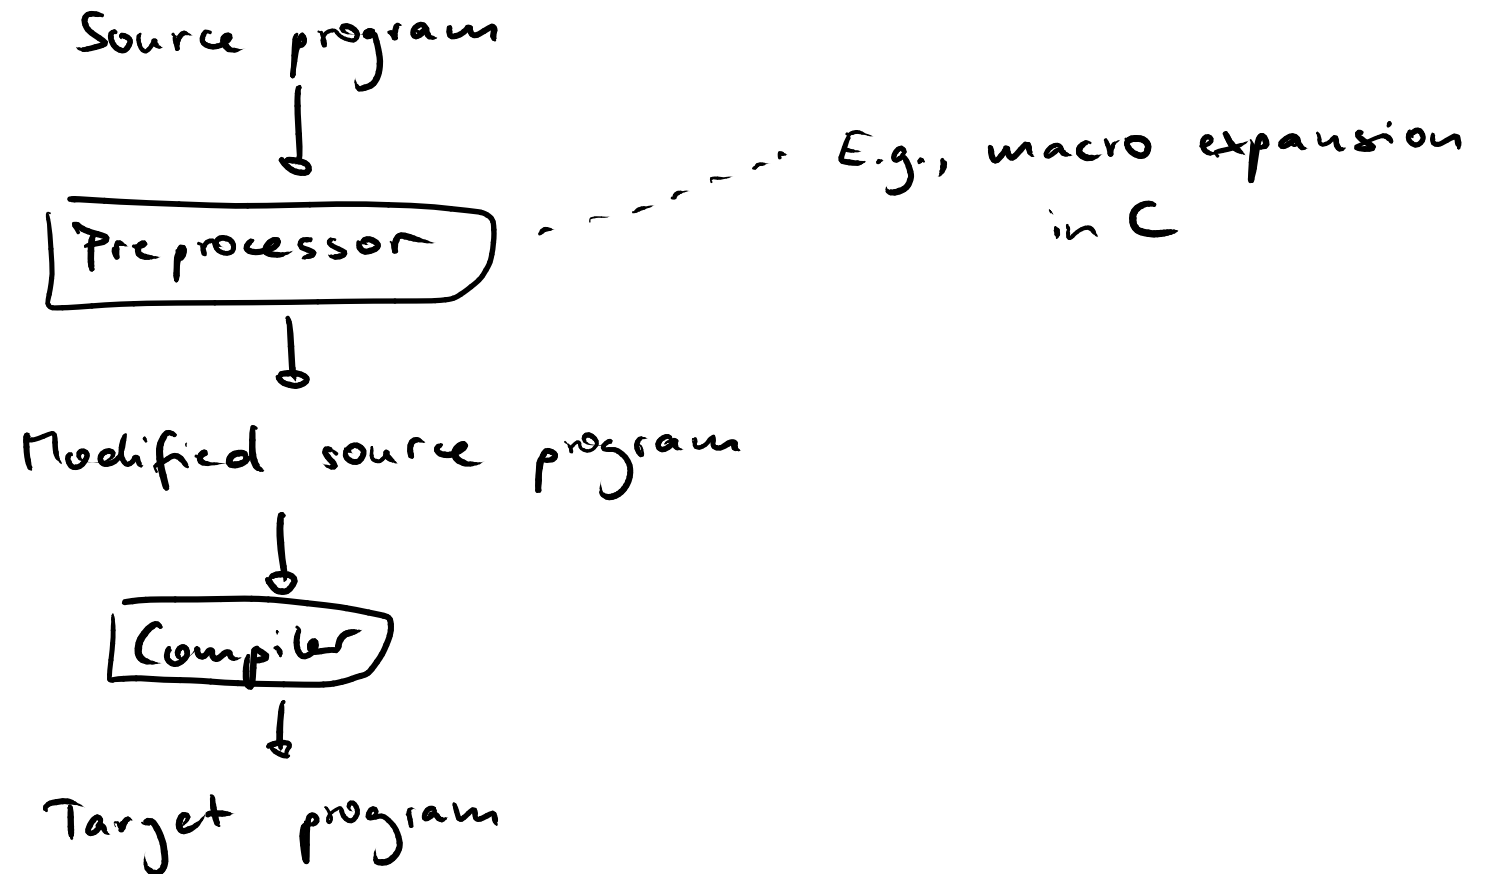 Source program
E.g., macro expansion
in C
Preprocessor
Modified source program
Compiler
Target program